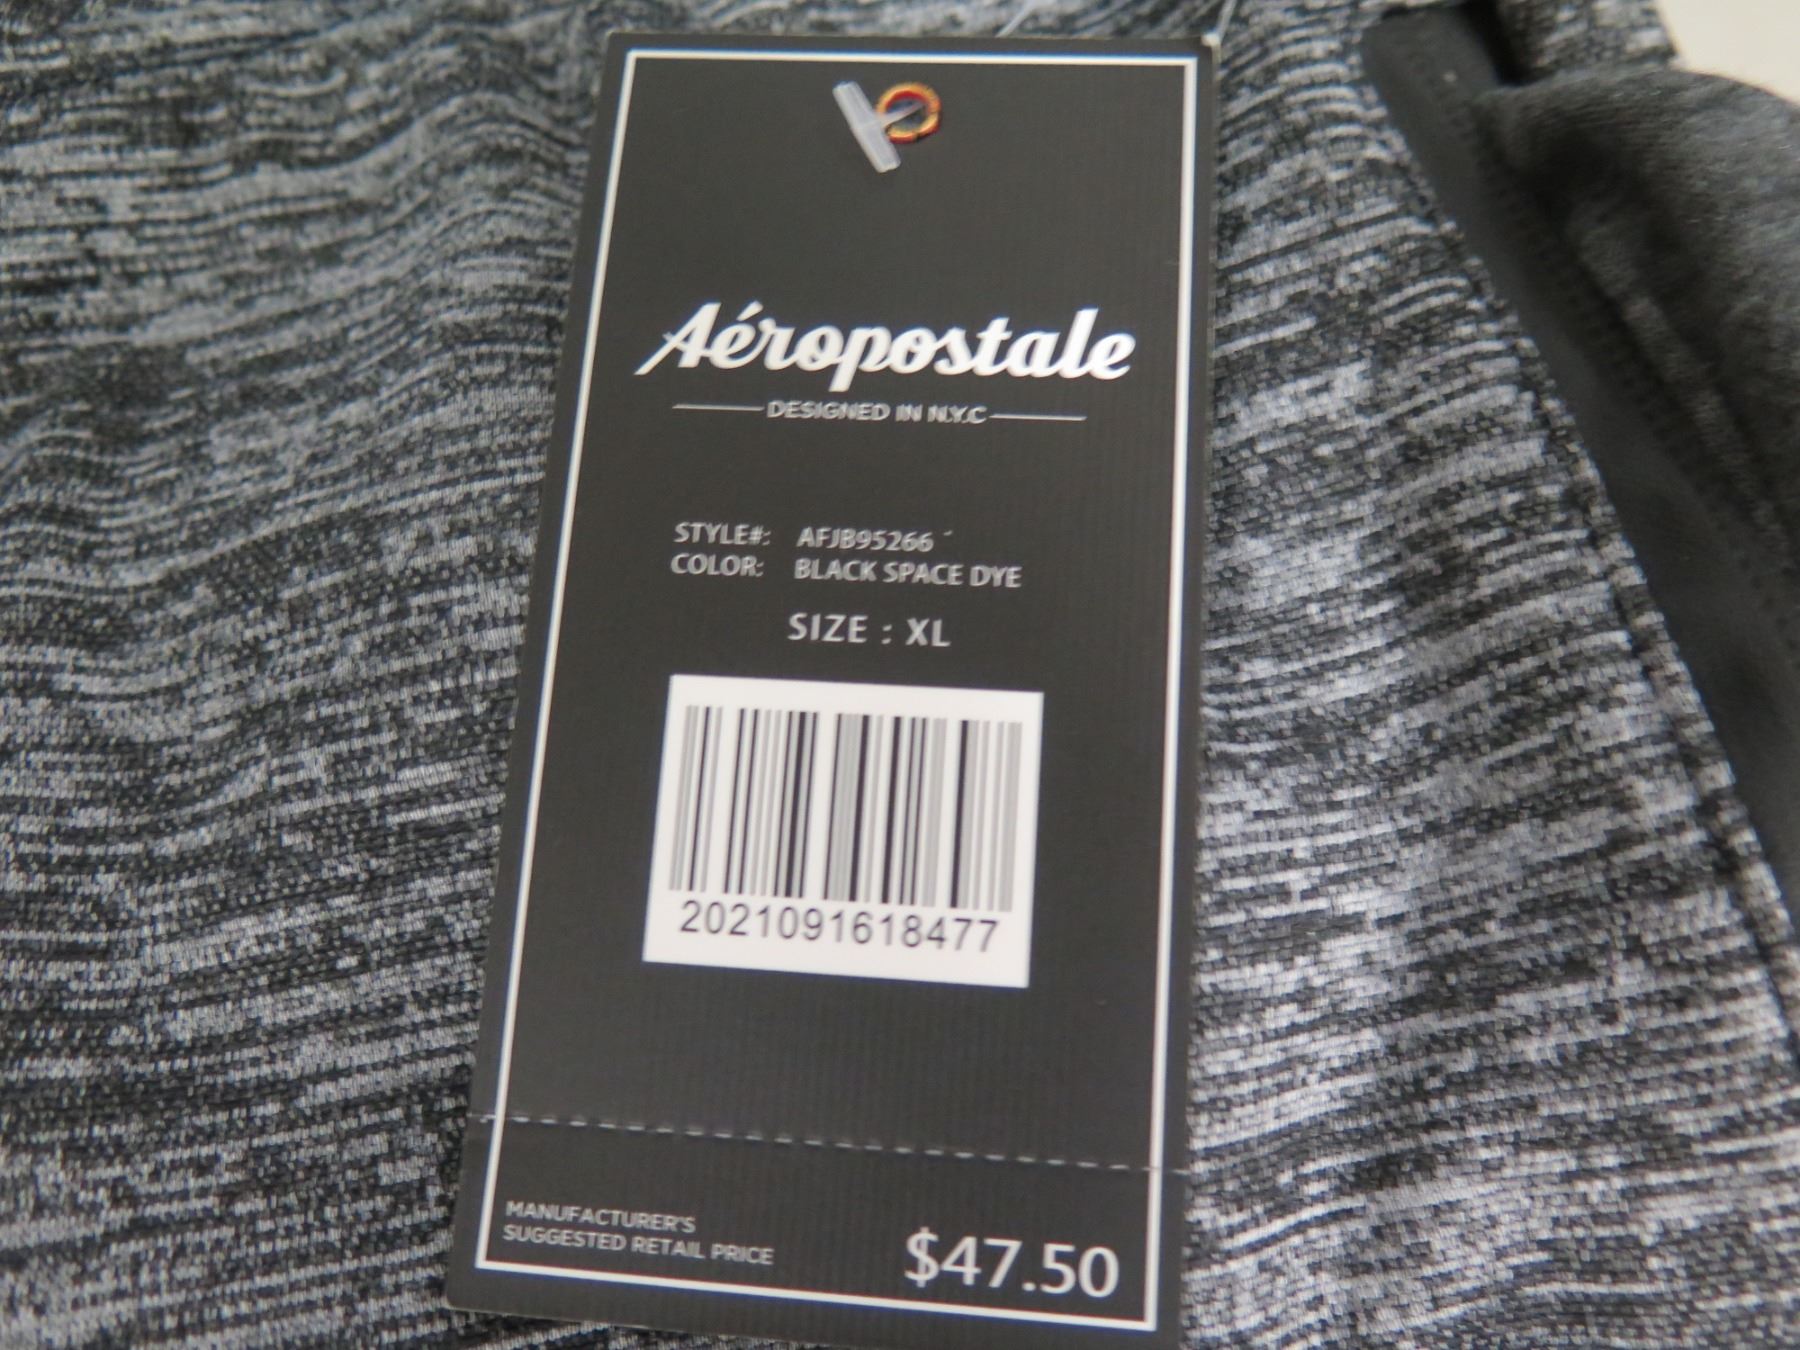 Aéropostale
DESIGNED IN N.Y.C
STYLE#: AFJB95266
COLOR: BLACK SPACE DYE
SIZE : XL
2021091618477
MANUFACTURER'S
SUGGESTED RETAIL PRICE
$47.50